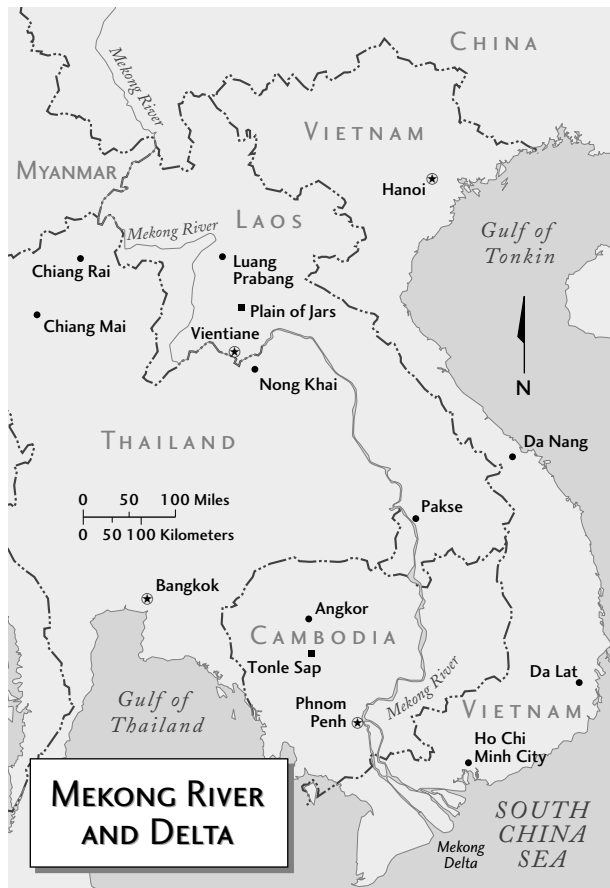 CHINA
Mekong River
VIETNAM
MYANMAR
Hanoi
LAOS
Mekong River
Gulf of
Tonkin
Chiang Rai
Luang
Prabang
Chiang Mai
Plain of Jars
Vientiane
Nong Khai
N
THAILAND
Da Nang
0 50 100 Miles
0 50 100 Kilometers
Pakse
Bangkok
Angkor
CAMBODIA
Tonle Sap
Mekong River
Da Lat
Gulf of
Thailand
Phnom
Penh
VIETNAM
Ho Chi
Minh City
MEKONG RIVER
AND DELTA
SOUTH
CHINA
SEA
Mekong
Delta